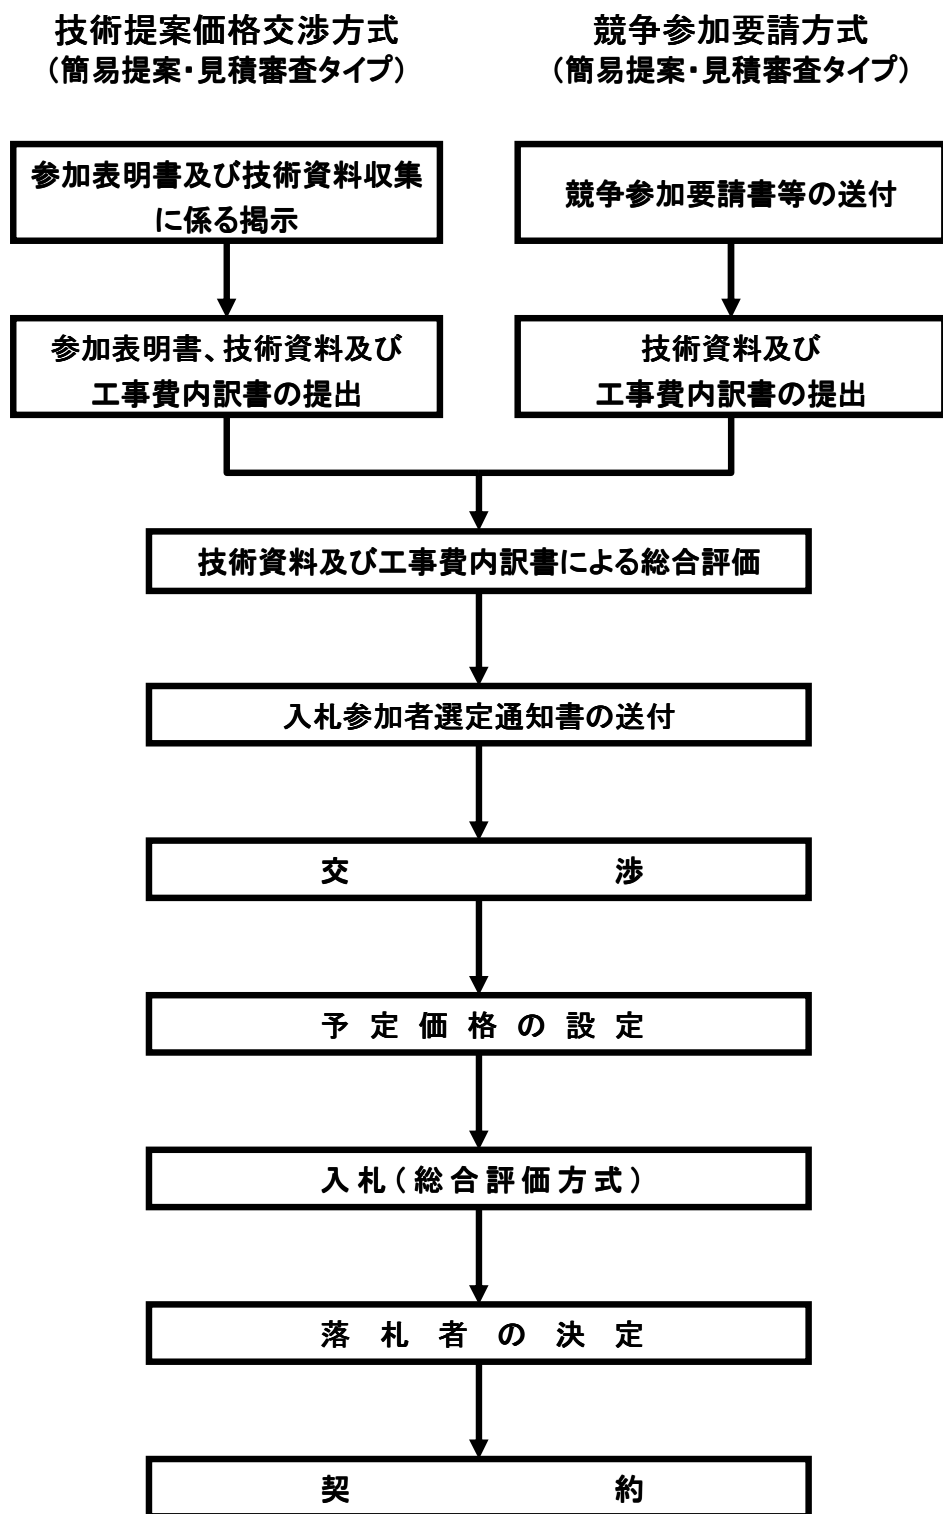 技術提案価格交渉方式
（簡易提案・見積審査タイプ）
競争参加要請方式
（簡易提案・見積審査タイプ）
参加表明書及び技術資料収集
に係る掲示
競争参加要請書等の送付
参加表明書、技術資料及び
工事費内訳書の提出
技術資料及び
工事費内訳書の提出
技術資料及び工事費内訳書による総合評価
入札参加者選定通知書の送付
交渉
予定価格の設定
入札（総合評価方式）
落札者の決定
契約